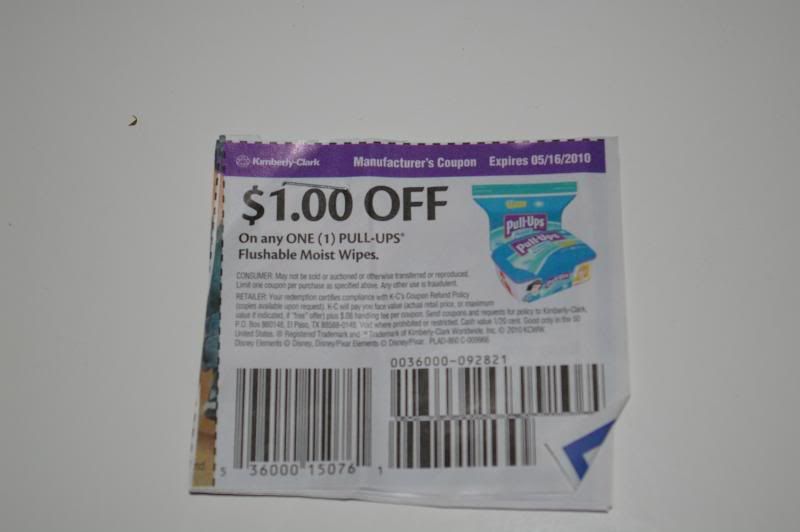 Kimberly-Clark Manufacturer's Coupon Expires 05/16/2010
$1.00 OFF
On any ONE (1) PULL-UPS*
Flushable Moist Wipes.
Pull-Ups
Pull-Ups
CONSUMER: May not be sold or auctioned or otherwise transferred or reproduced.
Limit one coupon per purchase as specified above. Any other use is fraudulent.
RETAILER: Your redemption certifies compliance with K-C's Coupon Refund Policy
(copies available upon request). K-C will pay you face value (actual retail price, or maximum
value if indicated, if "free" offer) plus $.08 handling fee per coupon. Send coupons and requests for policy to Kimberly-Clark,
P.O. Box 880148, El Paso, TX 88588-0148. Void where prohibited or restricted. Cash value 1/20 cent. Good only in the 50
United States. ® Registered Trademark and ™ Trademark of Kimberly-Clark Worldwide, Inc. © 2010 KCWW.
Disney Elements © Disney, Disney/Pixar Elements © Disney/Pixar. PLAD-860 C-009966
0036000-092821
5 36000 15076 1